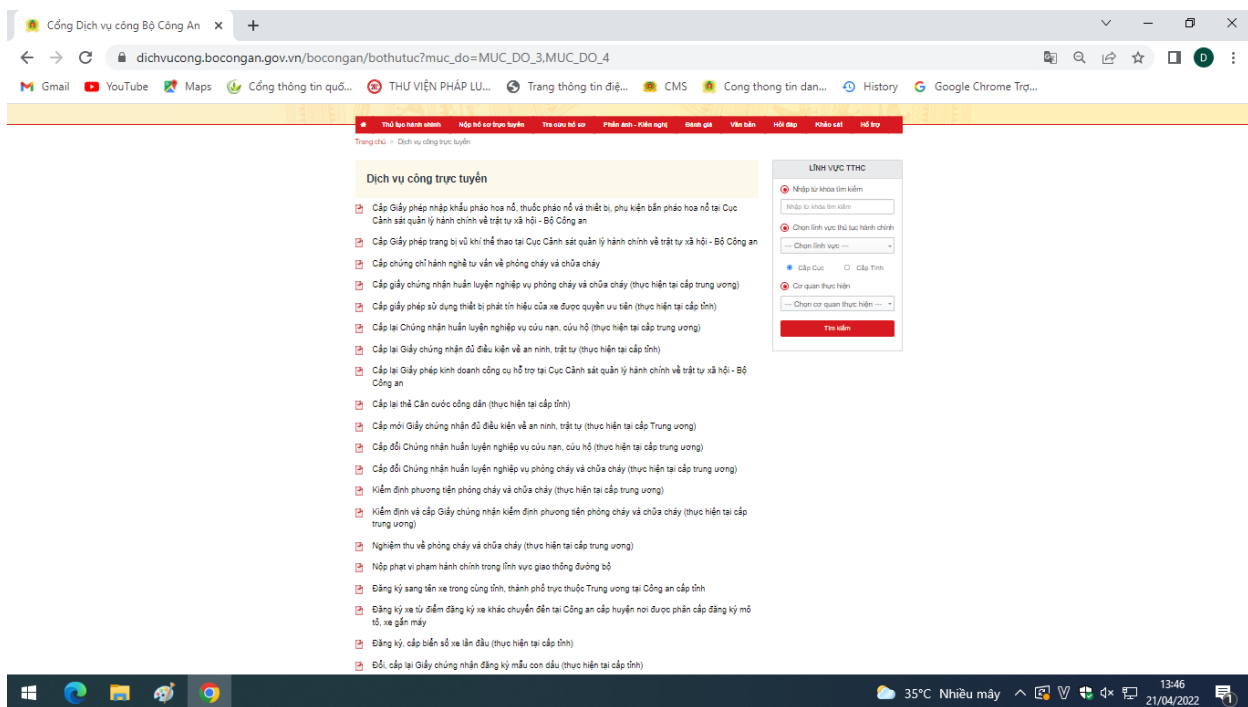 Cổng Dịch vụ công Bộ Công An
dichvucong.bocongan.gov.vn/bocongan/bothutuc?muc_do=MUC_DO_3,MUC_DO_4
D
Gmail YouTube Maps Cổng thông tin quố... THƯ VIỆN PHÁP LU... Trang thông tin điệ... CMS Cong thong tin dan... History Google Chrome Trợ...
Thủ tục hành chính Nộp hồ sơ trực tuyến Tra cứu hồ sơ Phản ánh - Kiến nghị Đánh giá Văn bản Hỏi đáp Khảo sát Hỗ trợ
Trang chủ > Dịch vụ công trực tuyến
Dịch vụ công trực tuyến
Cấp Giấy phép nhập khẩu pháo hoa nổ, thuốc pháo nổ và thiết bị, phụ kiện bắn pháo hoa nổ tại Cục
Cảnh sát quản lý hành chính về trật tự xã hội - Bộ Công an
Cấp Giấy phép trang bị vũ khí thể thao tại Cục Cảnh sát quản lý hành chính về trật tự xã hội - Bộ Công an
Cấp chứng chỉ hành nghề tư vấn về phòng cháy và chữa cháy
Cấp giấy chứng nhận huấn luyện nghiệp vụ phòng cháy và chữa cháy (thực hiện tại cấp trung ương)
Cấp giấy phép sử dụng thiết bị phát tín hiệu của xe được quyền ưu tiên (thực hiện tại cấp tỉnh)
Cấp lại Chứng nhận huấn luyện nghiệp vụ cứu nạn, cứu hộ (thực hiện tại cấp trung ương)
Cấp lại Giấy chứng nhận đủ điều kiện về an ninh, trật tự (thực hiện tại cấp tỉnh)
Cấp lại Giấy phép kinh doanh công cụ hỗ trợ tại Cục Cảnh sát quản lý hành chính về trật tự xã hội - Bộ
Công an
Cấp lại thẻ Căn cước công dân (thực hiện tại cấp tỉnh)
Cấp mới Giấy chứng nhận đủ điều kiện về an ninh, trật tự (thực hiện tại cấp Trung ương)
Cấp đổi Chứng nhận huấn luyện nghiệp vụ cứu nạn, cứu hộ (thực hiện tại cấp trung ương)
Cấp đổi Chứng nhận huấn luyện nghiệp vụ phòng cháy và chữa cháy (thực hiện tại cấp trung ương)
Kiểm định phương tiện phòng cháy và chữa cháy (thực hiện tại cấp trung ương)
Kiểm định và cấp Giấy chứng nhận kiểm định phương tiện phòng cháy và chữa cháy (thực hiện tại cấp
trung ương)
Nghiệm thu về phòng cháy và chữa cháy (thực hiện tại cấp trung ương)
Nộp phạt vi phạm hành chính trong lĩnh vực giao thông đường bộ
Đăng ký sang tên xe trong cùng tỉnh, thành phố trực thuộc Trung ương tại Công an cấp tỉnh
Đăng ký xe từ điểm đăng ký xe khác chuyển đến tại Công an cấp huyện nơi được phân cấp đăng ký mô
tô, xe gắn máy
Đăng ký, cấp biển số xe lần đầu (thực hiện tại cấp tỉnh)
Đổi, cấp lại Giấy chứng nhận đăng ký mẫu con dấu (thực hiện tại cấp tỉnh)
LĨNH VỰC TTHC
Nhập từ khóa tìm kiếm
Nhập từ khóa tìm kiếm
Chọn lĩnh vực thủ tục hành chính
--- Chọn lĩnh vực ---
Cấp Cục Cấp Tỉnh
Cơ quan thực hiện
--- Chọn cơ quan thực hiện ---
Tìm kiếm
35°C Nhiều mây
13:46
21/04/2022
1